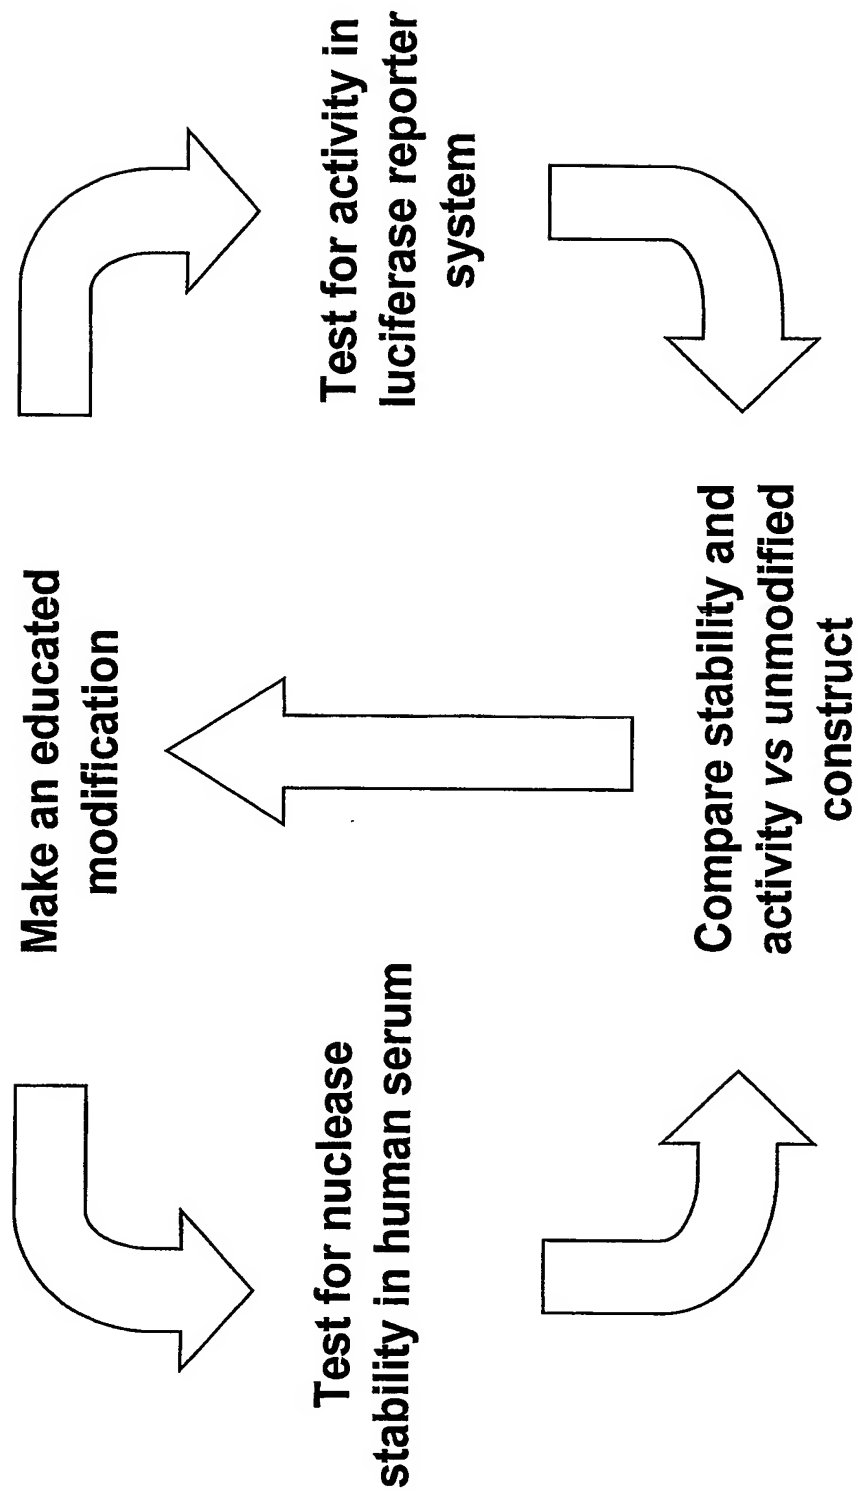 Make an educated
modification
Test for nuclease
stability in human serum
Test for activity in
luciferase reporter
system
Compare stability and
activity vs unmodified
construct